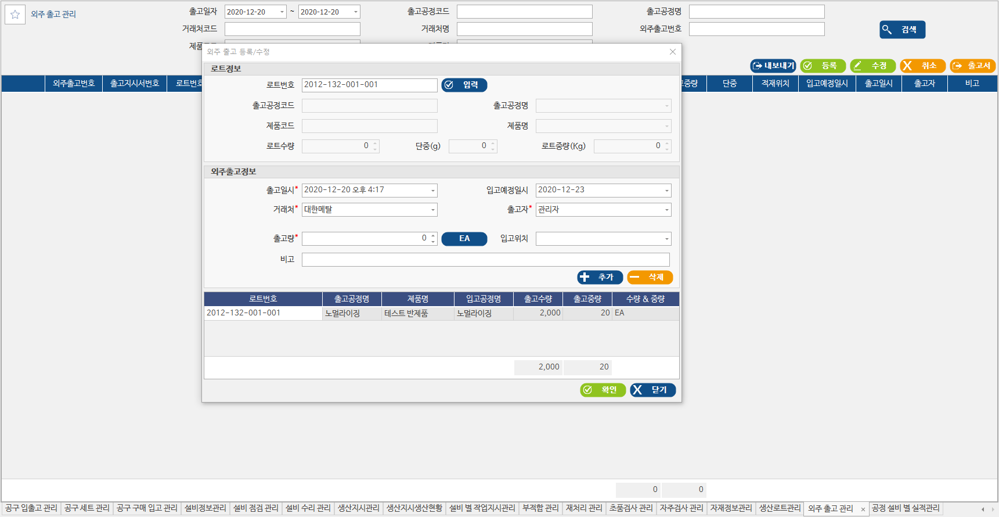 외주 출고 관리
출고일자 2020-12-20 ~ 2020-12-20 출고공정코드 출고공정명
거래처코드 거래처명 외주출고번호 검색
내보내기 등록 수정 취소 출고서
외주출고번호 출고지시서번호 단중 적재위치 입고예정일시 출고일시 출고자 비고
외주 출고 등록/수정
로트정보
로트번호 2012-132-001-001 입력
출고공정코드 출고공정명
제품코드 제품명
로트수량 0 단중(g) 0 로트중량(Kg) 0
외주출고정보
출고일시* 2020-12-20 오후 4:17 입고예정일시 2020-12-23
거래처* 대한메탈 출고자* 관리자
출고량* 0 EA 입고위치
비고
추가 삭제
로트번호 출고공정명 제품명 입고공정명 출고수량 출고중량 수량 & 중량
2012-132-001-001 노멀라이징 테스트 반제품 노멀라이징 2,000 20 EA
2,000 20
확인 닫기
0 0
공구 입출고 관리 공구 세트 관리 공구 구매 입고 관리 설비정보관리 설비 점검 관리 설비 수리 관리 생산지시관리 생산지시생산현황 설비 별 작업지시관리 부적합 관리 재처리 관리 초품검사 관리 자주검사 관리 자재정보관리 생산로트관리 외주 출고 관리 공정 설비 별 실적관리